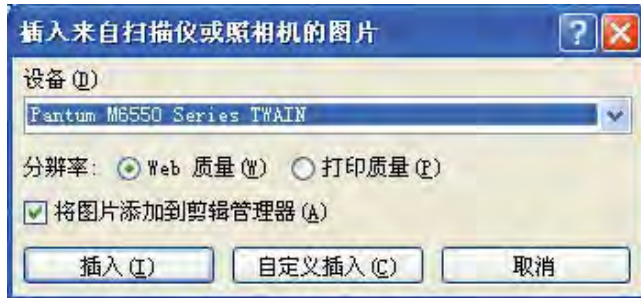 插入来自扫描仪或照相机的图片
设备(D)
Pantum M6550 Series TWAIN
分辨率: Web 质量(W) 打印质量(P)
将图片添加到剪辑管理器(A)
插入(I) 自定义插入(C) 取消